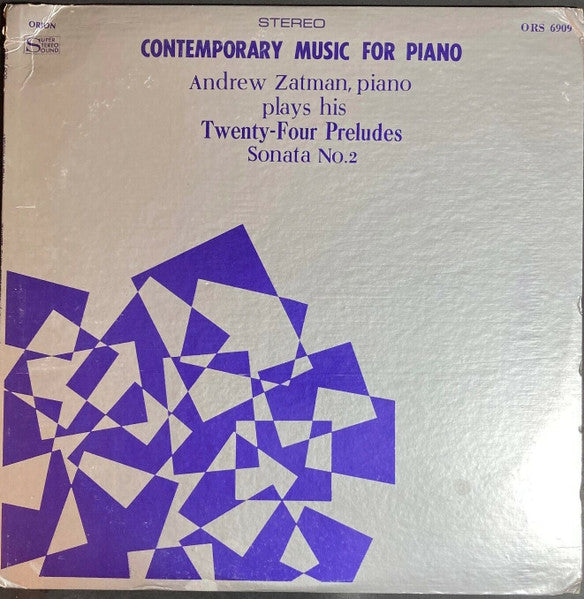 STEREO
ORION
ORS 6909
SUPER
STEREO
SOUND
CONTEMPORARY MUSIC FOR PIANO
Andrew Zatman, piano
plays his
Twenty-Four Preludes
Sonata No.2